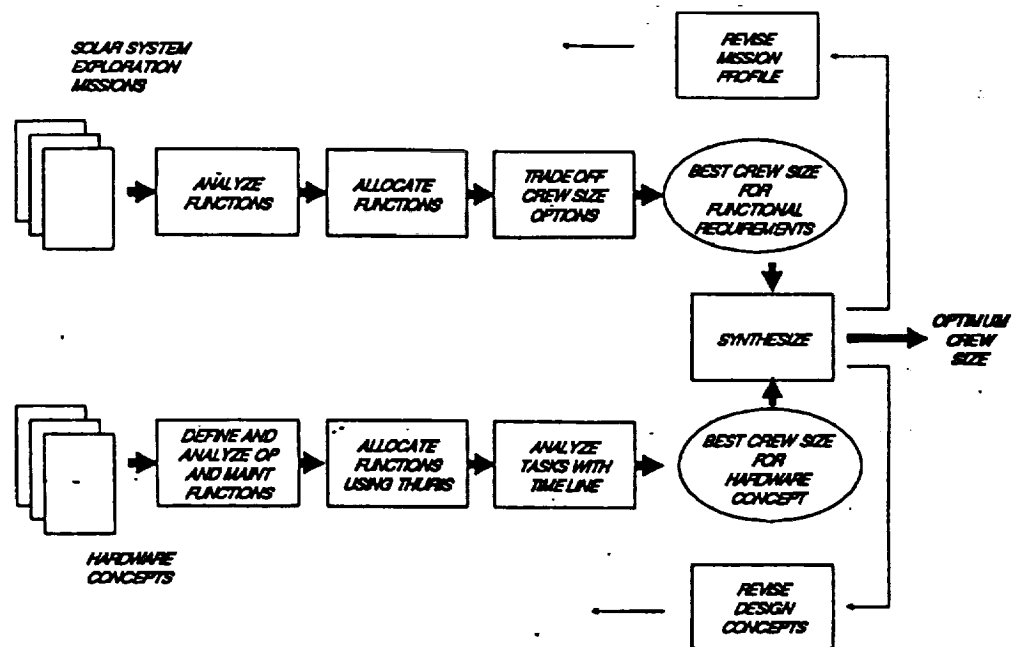 SOLAR SYSTEM
EXPLORATION
MISSIONS
REVISE
MISSION
PROFILE
ANALYZE
FUNCTIONS
ALLOCATE
FUNCTIONS
TRADE OFF
CREW SIZE
OPTIONS
BEST CREW SIZE
FOR
FUNCTIONAL
REQUIREMENTS
SYNTHESIZE
OPTIMUM
CREW
SIZE
DEFINE AND
ANALYZE OP
AND MAINT
FUNCTIONS
ALLOCATE
FUNCTIONS
USING THURIS
ANALYZE
TASKS WITH
TIME LINE
BEST CREW SIZE
FOR
HARDWARE
CONCEPT
HARDWARE
CONCEPTS
REVISE
DESIGN
CONCEPTS